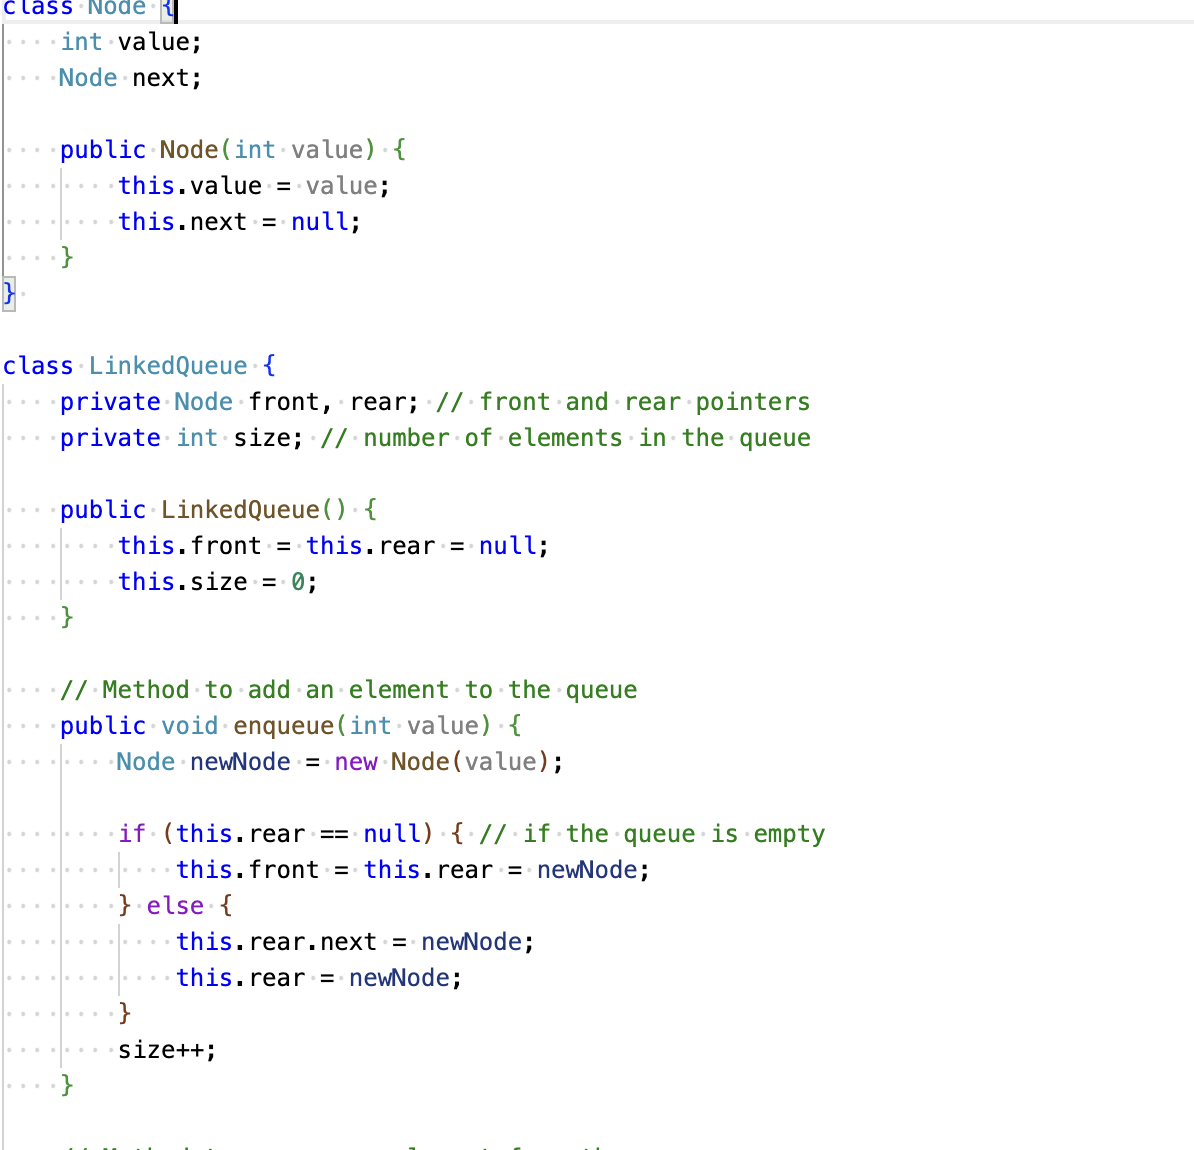 class Node {
    int value;
    Node next;

    public Node(int value) {
        this.value = value;
        this.next = null;
    }
}

class LinkedQueue {
    private Node front, rear; // front and rear pointers
    private int size; // number of elements in the queue

    public LinkedQueue() {
        this.front = this.rear = null;
        this.size = 0;
    }

    // Method to add an element to the queue
    public void enqueue(int value) {
        Node newNode = new Node(value);

        if (this.rear == null) { // if the queue is empty
            this.front = this.rear = newNode;
        } else {
            this.rear.next = newNode;
            this.rear = newNode;
        }
        size++;
    }